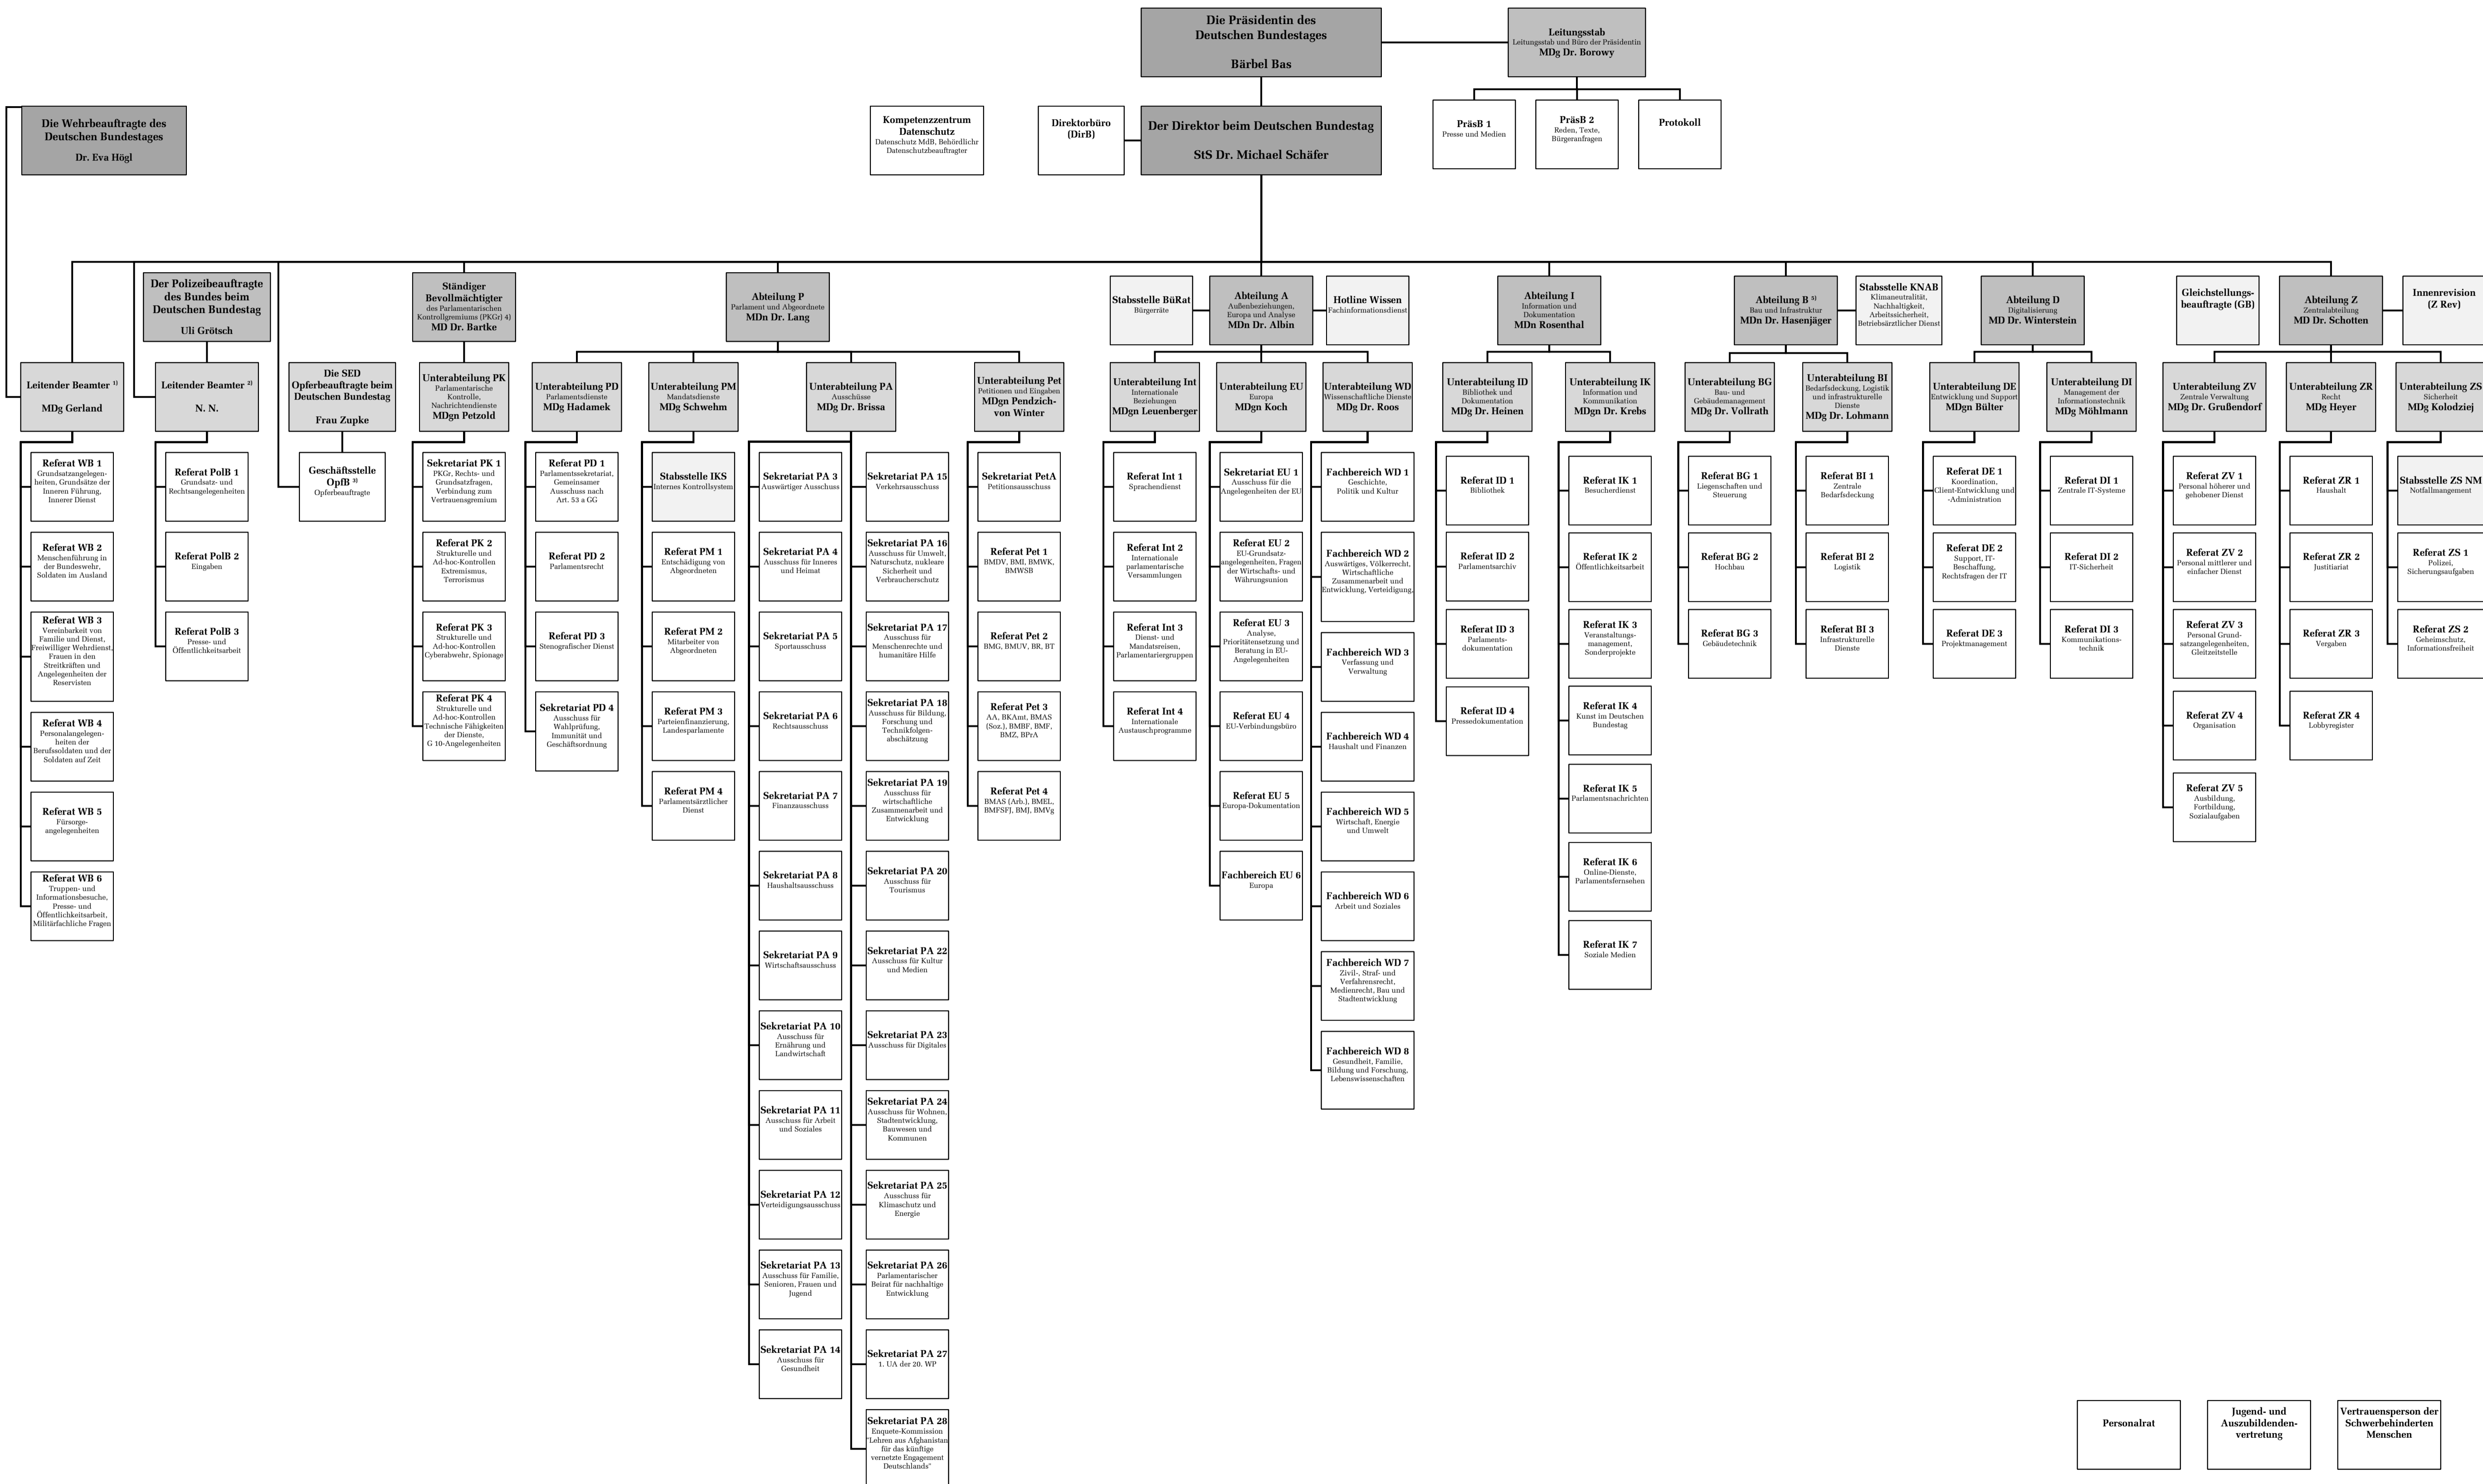 Die Präsidentin des
Deutschen Bundestages
Bärbel Bas
Leitungsstab
Leitungsstab und Büro der Präsidentin
MDg Dr. Borowy
Die Wehrbeauftragte des
Deutschen Bundestages
Dr. Eva Högl
Kompetenzzentrum
Datenschutz
Datenschutz MdB, Behördlichr
Datenschutzbeauftragter
Direktorbüro
(DirB)
Der Direktor beim Deutschen Bundestag
StS Dr. Michael Schäfer
PräsB 1
Presse und Medien
PräsB 2
Reden, Texte,
Bürgeranfragen
Protokoll
Der Polizeibeauftragte
des Bundes beim
Deutschen Bundestag
Uli Grötsch
Ständiger
Bevollmächtigter
des Parlamentarischen
Kontrollgremiums (PKGr) 4)
MD Dr. Bartke
Abteilung P
Parlament und Abgeordnete
MDn Dr. Lang
Stabsstelle BüRat
Bürgerräte
Abteilung A
Außenbeziehungen,
Europa und Analyse
MDn Dr. Albin
Hotline Wissen
Fachinformationsdienst
Abteilung I
Information und
Dokumentation
MDn Rosenthal
Abteilung B 5)
Bau und Infrastruktur
MDn Dr. Hasenjäger
Stabsstelle KNAB
Klimaneutralität,
Nachhaltigkeit,
Arbeitssicherheit,
Betriebsärztlicher Dienst
Abteilung D
Digitalisierung
MD Dr. Winterstein
Gleichstellungs-
beauftragte (GB)
Abteilung Z
Zentralabteilung
MD Dr. Schotten
Innenrevision
(Z Rev)
Leitender Beamter 1)
MDg Gerland
Leitender Beamter 2)
N. N.
Die SED
Opferbeauftragte beim
Deutschen Bundestag
Frau Zupke
Unterabteilung PK
Parlamentarische
Kontrolle,
Nachrichtendienste
MDgn Petzold
Unterabteilung PD
Parlamentsdienste
MDg Hadamek
Unterabteilung PM
Mandatsdienste
MDg Schwehm
Unterabteilung PA
Ausschüsse
MDg Dr. Brissa
Unterabteilung Pet
Petitionen und Eingaben
MDgn Pendzich-
von Winter
Unterabteilung Int
Internationale
Beziehungen
MDgn Leuenberger
Unterabteilung EU
Europa
MDgn Koch
Unterabteilung WD
Wissenschaftliche Dienste
MDg Dr. Roos
Unterabteilung ID
Bibliothek und
Dokumentation
MDg Dr. Heinen
Unterabteilung IK
Information und
Kommunikation
MDgn Dr. Krebs
Unterabteilung BG
Bau- und
Gebäudemanagement
MDg Dr. Vollrath
Unterabteilung BI
Bedarfsdeckung, Logistik
und infrastrukturelle
Dienste
MDg Dr. Lohmann
Unterabteilung DE
Entwicklung und Support
MDgn Bülter
Unterabteilung DI
Management der
Informationstechnik
MDg Möhlmann
Unterabteilung ZV
Zentrale Verwaltung
MDg Dr. Grußendorf
Unterabteilung ZR
Recht
MDg Heyer
Unterabteilung ZS
Sicherheit
MDg Kolodziej
Referat WB 1
Grundsatzangelegen-
heiten, Grundsätze der
Inneren Führung,
Innerer Dienst
Referat WB 2
Menschenführung in
der Bundeswehr,
Soldaten im Ausland
Referat WB 3
Vereinbarkeit von
Familie und Dienst,
Freiwilliger Wehrdienst,
Frauen in den
Streitkräften und
Angelegenheiten der
Reservisten
Referat WB 4
Personalangelegen-
heiten der
Berufssoldaten und der
Soldaten auf Zeit
Referat WB 5
Fürsorge-
angelegenheiten
Referat WB 6
Truppen- und
Informationsbesuche,
Presse- und
Öffentlichkeitsarbeit,
Militärfachliche Fragen
Referat PolB 1
Grundsatz- und
Rechtsangelegenheiten
Referat PolB 2
Eingaben
Referat PolB 3
Presse- und
Öffentlichkeitsarbeit
Geschäftsstelle
OpfB 3)
Opferbeauftragte
Sekretariat PK 1
PKGr, Rechts- und
Grundsatzfragen,
Verbindung zum
Vertrauensgremium
Referat PK 2
Strukturelle und
Ad-hoc-Kontrollen
Extremismus,
Terrorismus
Referat PK 3
Strukturelle und
Ad-hoc-Kontrollen
Cyberabwehr, Spionage
Referat PK 4
Strukturelle und
Ad-hoc-Kontrollen
Technische Fähigkeiten
der Dienste,
G 10-Angelegenheiten
Referat PD 1
Parlamentssekretariat,
Gemeinsamer
Ausschuss nach
Art. 53 a GG
Referat PD 2
Parlamentsrecht
Referat PD 3
Stenografischer Dienst
Sekretariat PD 4
Ausschuss für
Wahlprüfung,
Immunität und
Geschäftsordnung
Stabsstelle IKS
Internes Kontrollsystem
Referat PM 1
Entschädigung von
Abgeordneten
Referat PM 2
Mitarbeiter von
Abgeordneten
Referat PM 3
Parteienfinanzierung,
Landesparlamente
Referat PM 4
Parlamentsärztlicher
Dienst
Sekretariat PA 3
Auswärtiger Ausschuss
Sekretariat PA 4
Ausschuss für Inneres
und Heimat
Sekretariat PA 5
Sportausschuss
Sekretariat PA 6
Rechtsausschuss
Sekretariat PA 7
Finanzausschuss
Sekretariat PA 8
Haushaltsausschuss
Sekretariat PA 9
Wirtschaftsausschuss
Sekretariat PA 10
Ausschuss für
Ernährung und
Landwirtschaft
Sekretariat PA 11
Ausschuss für Arbeit
und Soziales
Sekretariat PA 12
Verteidigungsausschuss
Sekretariat PA 13
Ausschuss für Familie,
Senioren, Frauen und
Jugend
Sekretariat PA 14
Ausschuss für
Gesundheit
Sekretariat PA 15
Verkehrsausschuss
Sekretariat PA 16
Ausschuss für Umwelt,
Naturschutz, nukleare
Sicherheit und
Verbraucherschutz
Sekretariat PA 17
Ausschuss für
Menschenrechte und
humanitäre Hilfe
Sekretariat PA 18
Ausschuss für Bildung,
Forschung und
Technikfolgen-
abschätzung
Sekretariat PA 19
Ausschuss für
wirtschaftliche
Zusammenarbeit und
Entwicklung
Sekretariat PA 20
Ausschuss für
Tourismus
Sekretariat PA 22
Ausschuss für Kultur
und Medien
Sekretariat PA 23
Ausschuss für Digitales
Sekretariat PA 24
Ausschuss für Wohnen,
Stadtentwicklung,
Bauwesen und
Kommunen
Sekretariat PA 25
Ausschuss für
Klimaschutz und
Energie
Sekretariat PA 26
Parlamentarischer
Beirat für nachhaltige
Entwicklung
Sekretariat PA 27
1. UA der 20. WP
Sekretariat PA 28
Enquete-Kommission
"Lehren aus Afghanistan
für das künftige
vernetzte Engagement
Deutschlands"
Sekretariat PetA
Petitionsausschuss
Referat Pet 1
BMDV, BMI, BMWK,
BMWSB
Referat Pet 2
BMG, BMUV, BR, BT
Referat Pet 3
AA, BKAmt, BMAS
(Soz.), BMBF, BMF,
BMZ, BPrA
Referat Pet 4
BMAS (Arb.), BMEL,
BMFSFJ, BMJ, BMVg
Referat Int 1
Sprachendienst
Referat Int 2
Internationale
parlamentarische
Versammlungen
Referat Int 3
Dienst- und
Mandatsreisen,
Parlamentariergruppen
Referat Int 4
Internationale
Austauschprogramme
Sekretariat EU 1
Ausschuss für die
Angelegenheiten der EU
Referat EU 2
EU-Grundsatz-
angelegenheiten, Fragen
der Wirtschafts- und
Währungsunion
Referat EU 3
Analyse,
Prioritätensetzung und
Beratung in EU-
Angelegenheiten
Referat EU 4
EU-Verbindungsbüro
Referat EU 5
Europa-Dokumentation
Fachbereich EU 6
Europa
Fachbereich WD 1
Geschichte,
Politik und Kultur
Fachbereich WD 2
Auswärtiges, Völkerrecht,
Wirtschaftliche
Zusammenarbeit und
Entwicklung, Verteidigung,
Fachbereich WD 3
Verfassung und
Verwaltung
Fachbereich WD 4
Haushalt und Finanzen
Fachbereich WD 5
Wirtschaft, Energie
und Umwelt
Fachbereich WD 6
Arbeit und Soziales
Fachbereich WD 7
Zivil-, Straf- und
Verfahrensrecht,
Medienrecht, Bau und
Stadtentwicklung
Fachbereich WD 8
Gesundheit, Familie,
Bildung und Forschung,
Lebenswissenschaften
Referat ID 1
Bibliothek
Referat ID 2
Parlamentsarchiv
Referat ID 3
Parlaments-
dokumentation
Referat ID 4
Pressedokumentation
Referat IK 1
Besucherdienst
Referat IK 2
Öffentlichkeitsarbeit
Referat IK 3
Veranstaltungs-
management,
Sonderprojekte
Referat IK 4
Kunst im Deutschen
Bundestag
Referat IK 5
Parlamentsnachrichten
Referat IK 6
Online-Dienste,
Parlamentsfernsehen
Referat IK 7
Soziale Medien
Referat BG 1
Liegenschaften und
Steuerung
Referat BG 2
Hochbau
Referat BG 3
Gebäudetechnik
Referat BI 1
Zentrale
Bedarfsdeckung
Referat BI 2
Logistik
Referat BI 3
Infrastrukturelle
Dienste
Referat DE 1
Koordination,
Client-Entwicklung und
-Administration
Referat DE 2
Support, IT-
Beschaffung,
Rechtsfragen der IT
Referat DE 3
Projektmanagement
Referat DI 1
Zentrale IT-Systeme
Referat DI 2
IT-Sicherheit
Referat DI 3
Kommunikations-
technik
Referat ZV 1
Personal höherer und
gehobener Dienst
Referat ZV 2
Personal mittlerer und
einfacher Dienst
Referat ZV 3
Personal Grund-
satzangelegenheiten,
Gleitzeitstelle
Referat ZV 4
Organisation
Referat ZV 5
Ausbildung,
Fortbildung,
Sozialaufgaben
Referat ZR 1
Haushalt
Referat ZR 2
Justitiariat
Referat ZR 3
Vergaben
Referat ZR 4
Lobbyregister
Stabsstelle ZS NM
Notfallmangement
Referat ZS 1
Polizei,
Sicherungsaufgaben
Referat ZS 2
Geheimschutz,
Informationsfreiheit
Personalrat
Jugend- und
Auszubildenden-
vertretung
Vertrauensperson der
Schwerbehinderten
Menschen